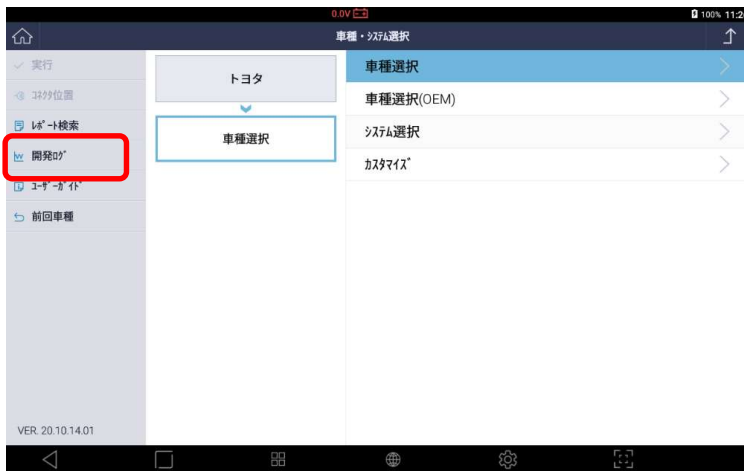 0.0V
100% 11:2
車種・ｼｽﾃﾑ選択
実行
ｺﾈｸﾀ位置
ﾚﾎﾟｰﾄ検索
開発ﾛｸﾞ
ﾕｰｻﾞｰｶﾞｲﾄﾞ
前回車種
VER. 20.10.14.01
トヨタ
車種選択
車種選択
車種選択(OEM)
ｼｽﾃﾑ選択
ｶｽﾀﾏｲｽﾞ